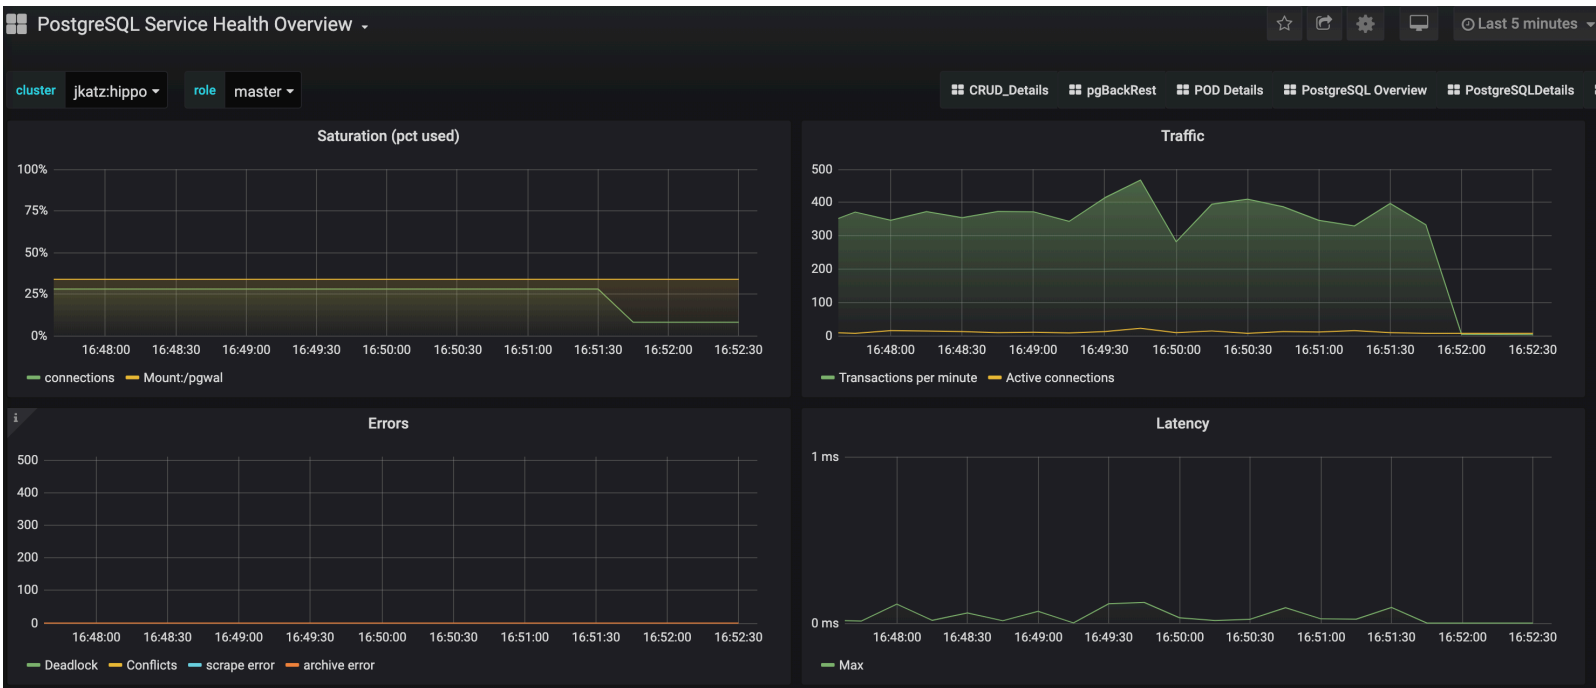 PostgreSQL Service Health Overview
Last 5 minutes
cluster jkatz:hippo role master
CRUD_Details pgBackRest POD Details PostgreSQL Overview PostgreSQLDetails
Saturation (pct used)
100%
75%
50%
25%
0%
16:48:00 16:48:30 16:49:00 16:49:30 16:50:00 16:50:30 16:51:00 16:51:30 16:52:00 16:52:30
connections Mount:/pgwal
Traffic
500
400
300
200
100
0
16:48:00 16:48:30 16:49:00 16:49:30 16:50:00 16:50:30 16:51:00 16:51:30 16:52:00 16:52:30
Transactions per minute Active connections
i
Errors
500
400
300
200
100
0
16:48:00 16:48:30 16:49:00 16:49:30 16:50:00 16:50:30 16:51:00 16:51:30 16:52:00 16:52:30
Deadlock Conflicts scrape error archive error
Latency
1 ms
0 ms
16:48:00 16:48:30 16:49:00 16:49:30 16:50:00 16:50:30 16:51:00 16:51:30 16:52:00 16:52:30
Max